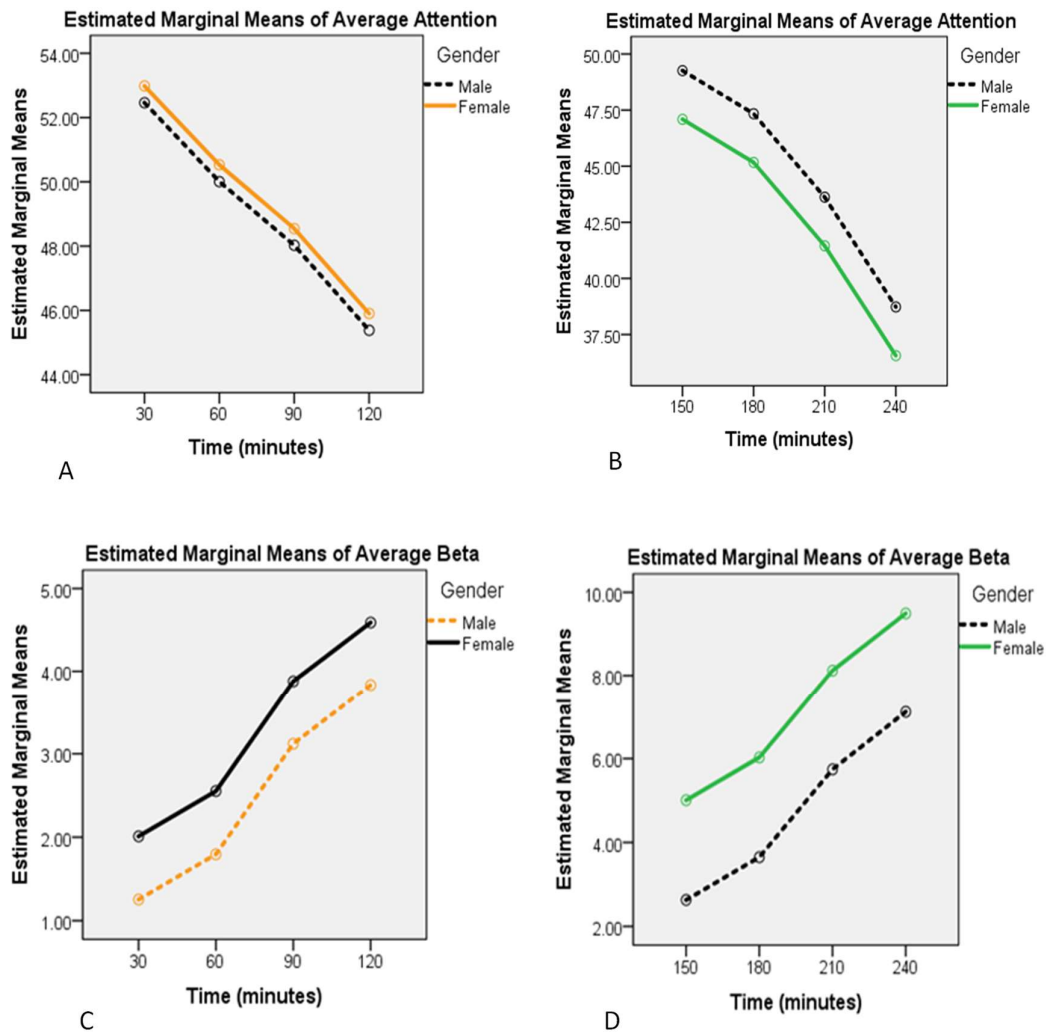 Estimated Marginal Means of Average Attention
Estimated Marginal Means
54.00
52.00
50.00
48.00
46.00
44.00
30
60
90
120
Time (minutes)
Gender
Male
Female
A
Estimated Marginal Means of Average Attention
Estimated Marginal Means
50.00
47.50
45.00
42.50
40.00
37.50
150
180
210
240
Time (minutes)
Gender
Male
Female
B
Estimated Marginal Means of Average Beta
Estimated Marginal Means
5.00
4.00
3.00
2.00
1.00
30
60
90
120
Time (minutes)
Gender
Male
Female
C
Estimated Marginal Means of Average Beta
Estimated Marginal Means
10.00
8.00
6.00
4.00
2.00
150
180
210
240
Time (minutes)
Gender
Male
Female
D